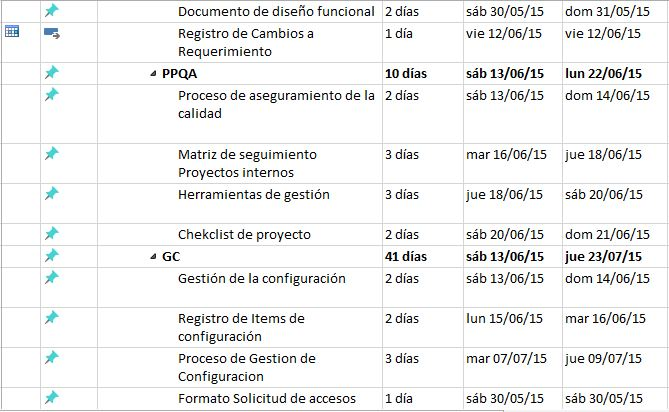 Documento de diseño funcional 2 días sáb 30/05/15 dom 31/05/15
Registro de Cambios a 1 día vie 12/06/15 vie 12/06/15
Requerimiento
PPQA 10 días sáb 13/06/15 lun 22/06/15
Proceso de aseguramiento de la 2 días sáb 13/06/15 dom 14/06/15
calidad
Matriz de seguimiento 3 días mar 16/06/15 jue 18/06/15
Proyectos internos
Herramientas de gestión 3 días jue 18/06/15 sáb 20/06/15
Chekclist de proyecto 2 días sáb 20/06/15 dom 21/06/15
GC 41 días sáb 13/06/15 jue 23/07/15
Gestión de la configuración 2 días sáb 13/06/15 dom 14/06/15
Registro de Items de 2 días lun 15/06/15 mar 16/06/15
configuración
Proceso de Gestion de 3 días mar 07/07/15 jue 09/07/15
Configuracion
Formato Solicitud de accesos 1 día sáb 30/05/15 sáb 30/05/15